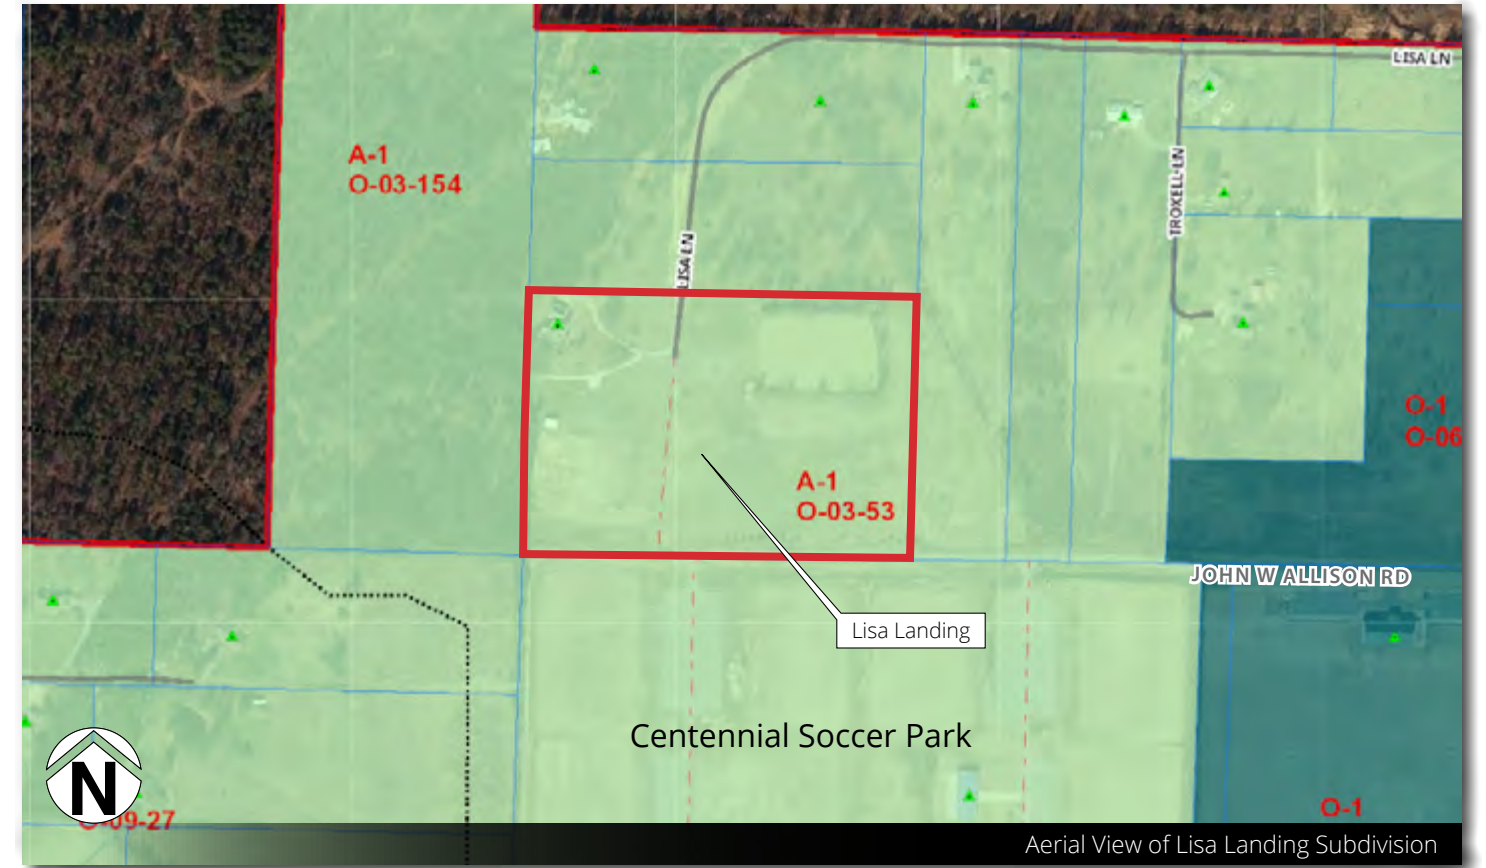 LISA LN
A-1
O-03-154
TROXELL LN
LISA LN
O-1
O-06
A-1
O-03-53
JOHN W ALLISON RD
Lisa Landing
Centennial Soccer Park
N
O-09-27
O-1
Aerial View of Lisa Landing Subdivision